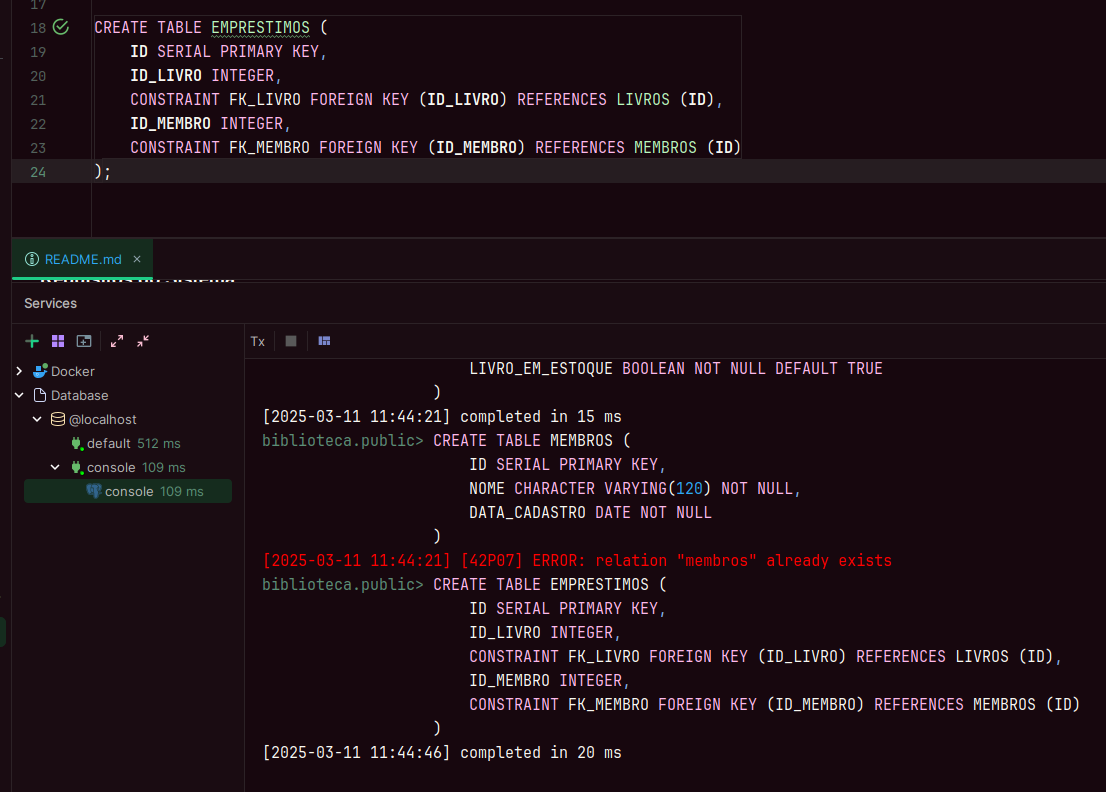 17
18 CREATE TABLE EMPRESTIMOS (
19 ID SERIAL PRIMARY KEY,
20 ID_LIVRO INTEGER,
21 CONSTRAINT FK_LIVRO FOREIGN KEY (ID_LIVRO) REFERENCES LIVROS (ID),
22 ID_MEMBRO INTEGER,
23 CONSTRAINT FK_MEMBRO FOREIGN KEY (ID_MEMBRO) REFERENCES MEMBROS (ID)
24 );
README.md ×
Services
Tx
Docker
Database
@localhost
default 512 ms
console 109 ms
console 109 ms
LIVRO_EM_ESTOQUE BOOLEAN NOT NULL DEFAULT TRUE
)
[2025-03-11 11:44:21] completed in 15 ms
biblioteca.public> CREATE TABLE MEMBROS (
ID SERIAL PRIMARY KEY,
NOME CHARACTER VARYING(120) NOT NULL,
DATA_CADASTRO DATE NOT NULL
)
[2025-03-11 11:44:21] [42P07] ERROR: relation "membros" already exists
biblioteca.public> CREATE TABLE EMPRESTIMOS (
ID SERIAL PRIMARY KEY,
ID_LIVRO INTEGER,
CONSTRAINT FK_LIVRO FOREIGN KEY (ID_LIVRO) REFERENCES LIVROS (ID),
ID_MEMBRO INTEGER,
CONSTRAINT FK_MEMBRO FOREIGN KEY (ID_MEMBRO) REFERENCES MEMBROS (ID)
)
[2025-03-11 11:44:46] completed in 20 ms